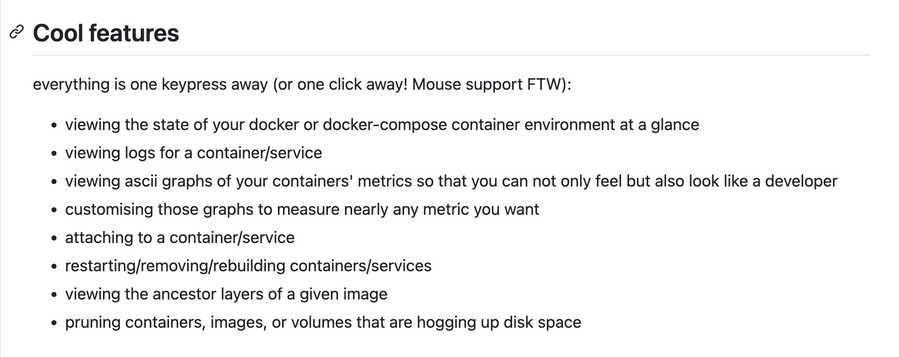 Cool features
everything is one keypress away (or one click away! Mouse support FTW):
• viewing the state of your docker or docker-compose container environment at a glance
• viewing logs for a container/service
• viewing ascii graphs of your containers' metrics so that you can not only feel but also look like a developer
• customising those graphs to measure nearly any metric you want
• attaching to a container/service
• restarting/removing/rebuilding containers/services
• viewing the ancestor layers of a given image
• pruning containers, images, or volumes that are hogging up disk space